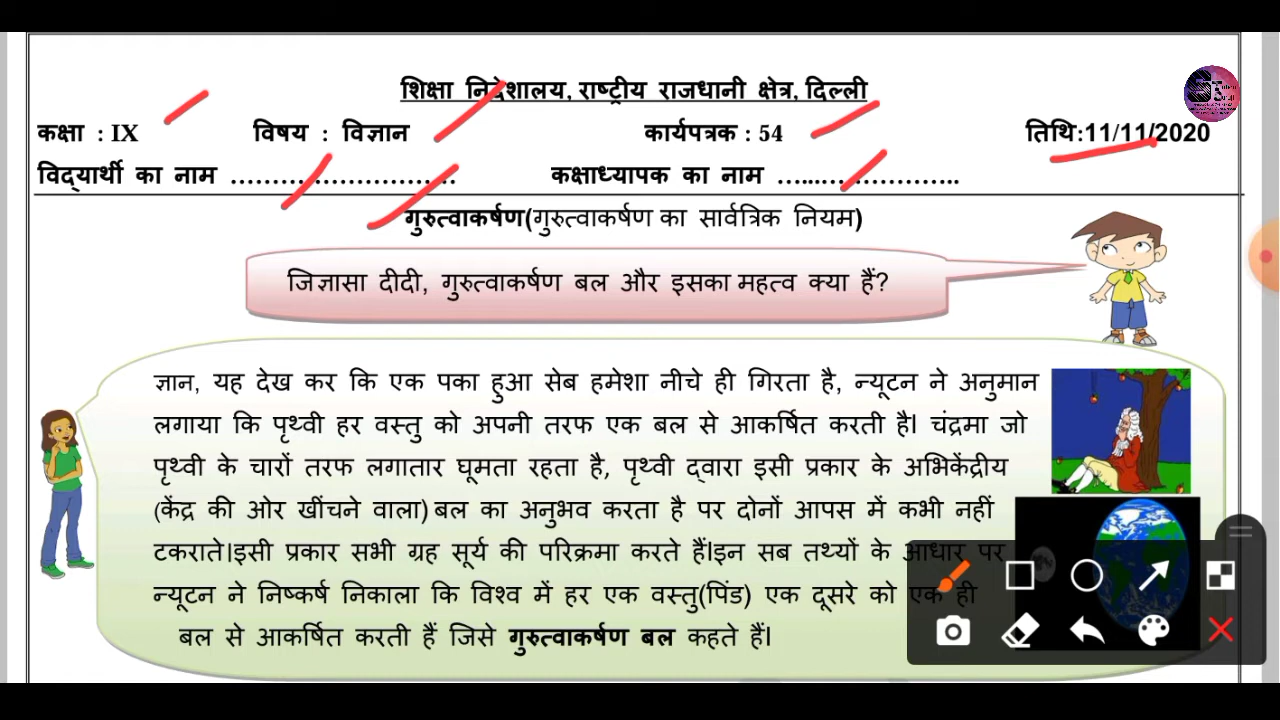 शिक्षा निदेशालय, राष्ट्रीय राजधानी क्षेत्र, दिल्ली
कक्षा : IX विषय : विज्ञान कार्यपत्रक : 54 तिथि:11/11/2020
विद्यार्थी का नाम ………………………. कक्षाध्यापक का नाम …...………………..
गुरुत्वाकर्षण(गुरुत्वाकर्षण का सार्वत्रिक नियम)
जिज्ञासा दीदी, गुरुत्वाकर्षण बल और इसका महत्व क्या हैं?
ज्ञान, यह देख कर कि एक पका हुआ सेब हमेशा नीचे ही गिरता है, न्यूटन ने अनुमान
लगाया कि पृथ्वी हर वस्तु को अपनी तरफ एक बल से आकर्षित करती है। चंद्रमा जो
पृथ्वी के चारों तरफ लगातार घूमता रहता है, पृथ्वी द्वारा इसी प्रकार के अभिकेंद्रीय
(केंद्र की ओर खींचने वाला) बल का अनुभव करता है पर दोनों आपस में कभी नहीं
टकराते।इसी प्रकार सभी ग्रह सूर्य की परिक्रमा करते हैं।इन सब तथ्यों के आधार पर
न्यूटन ने निष्कर्ष निकाला कि विश्व में हर एक वस्तु(पिंड) एक दूसरे को एक ही
बल से आकर्षित करती हैं जिसे गुरुत्वाकर्षण बल कहते हैं।